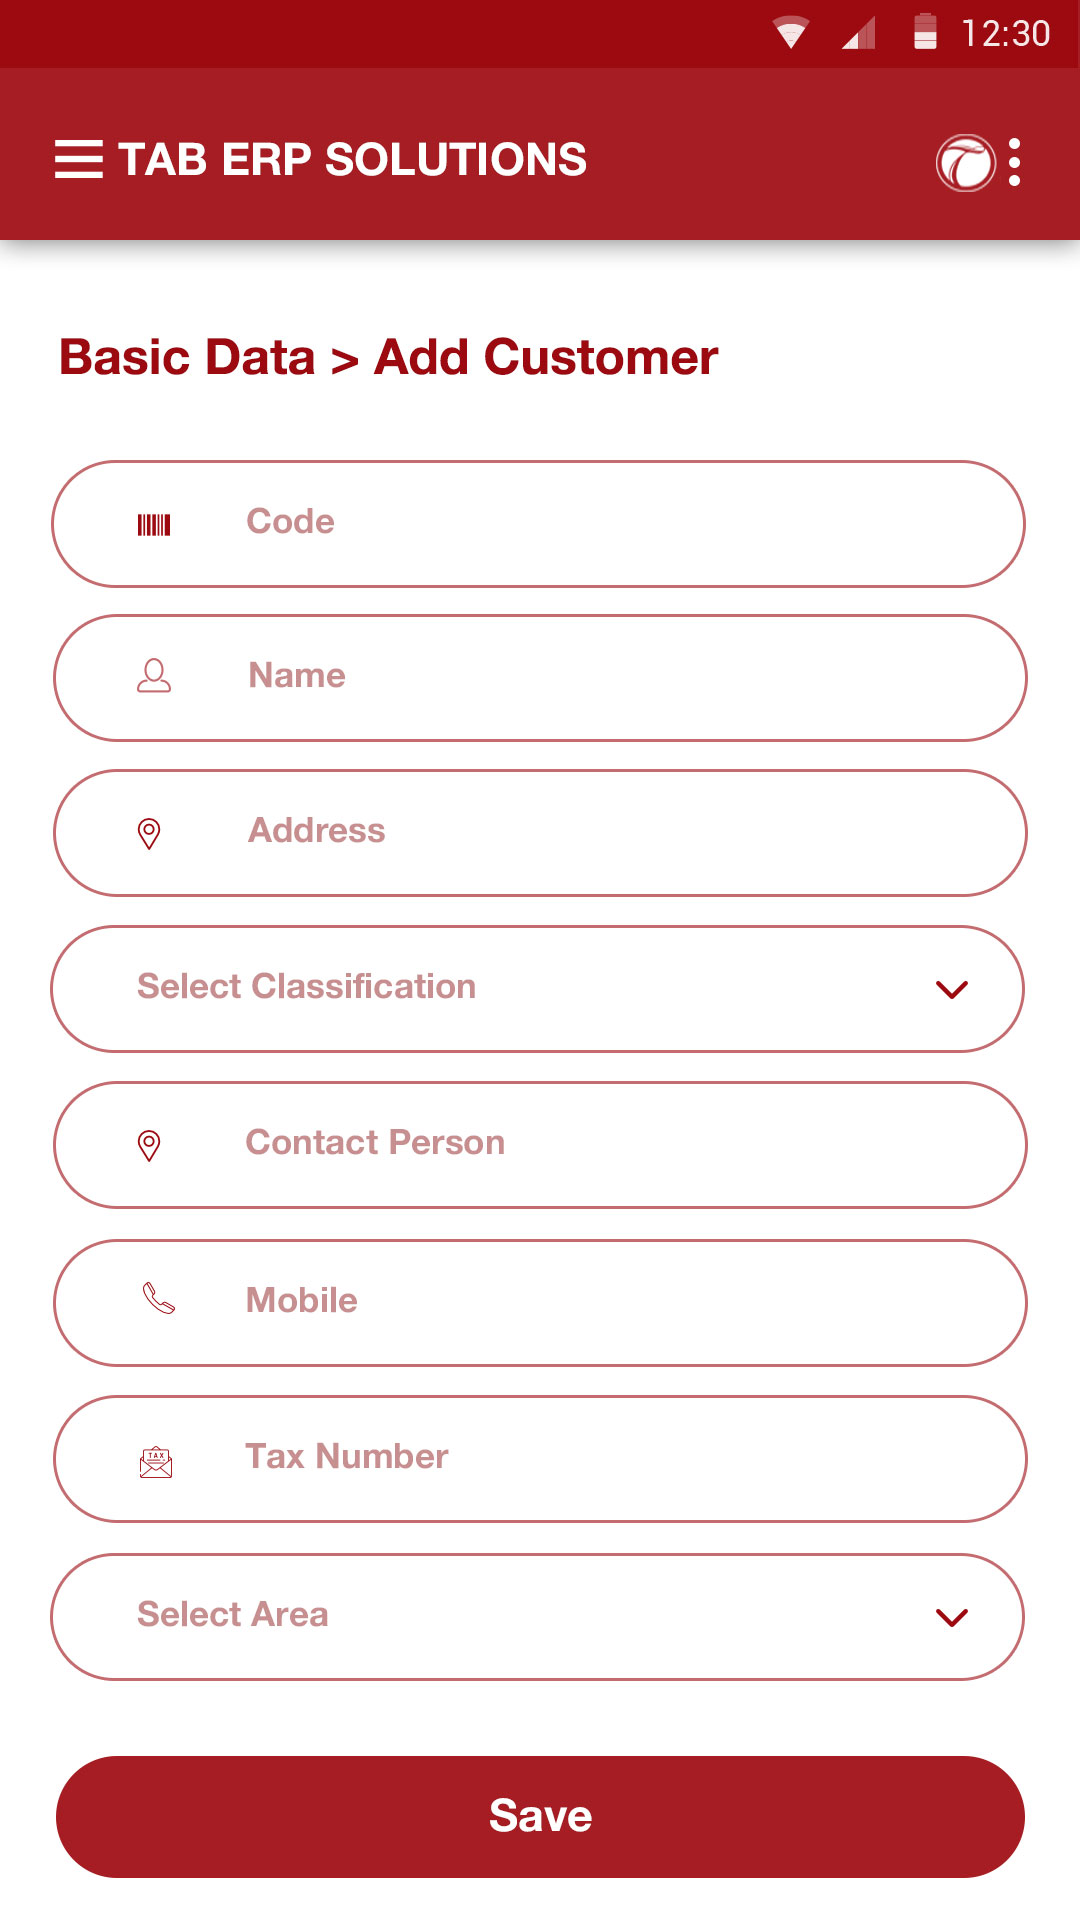 12:30
TAB ERP SOLUTIONS
Basic Data > Add Customer
Code
Name
Address
Select Classification
Contact Person
Mobile
TAX
Tax Number
Select Area
Save